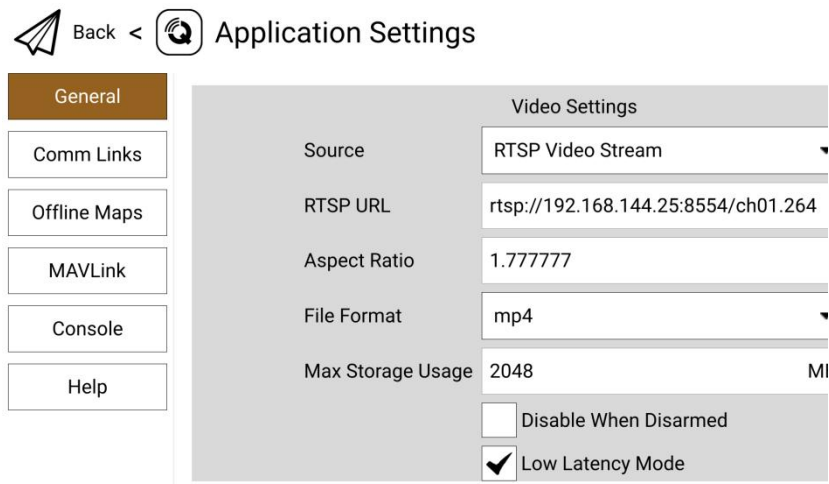 Back < Application Settings
General
Comm Links
Offline Maps
MAVLink
Console
Help
Video Settings
Source RTSP Video Stream
RTSP URL rtsp://192.168.144.25:8554/ch01.264
Aspect Ratio 1.777777
File Format mp4
Max Storage Usage 2048
Disable When Disarmed
Low Latency Mode